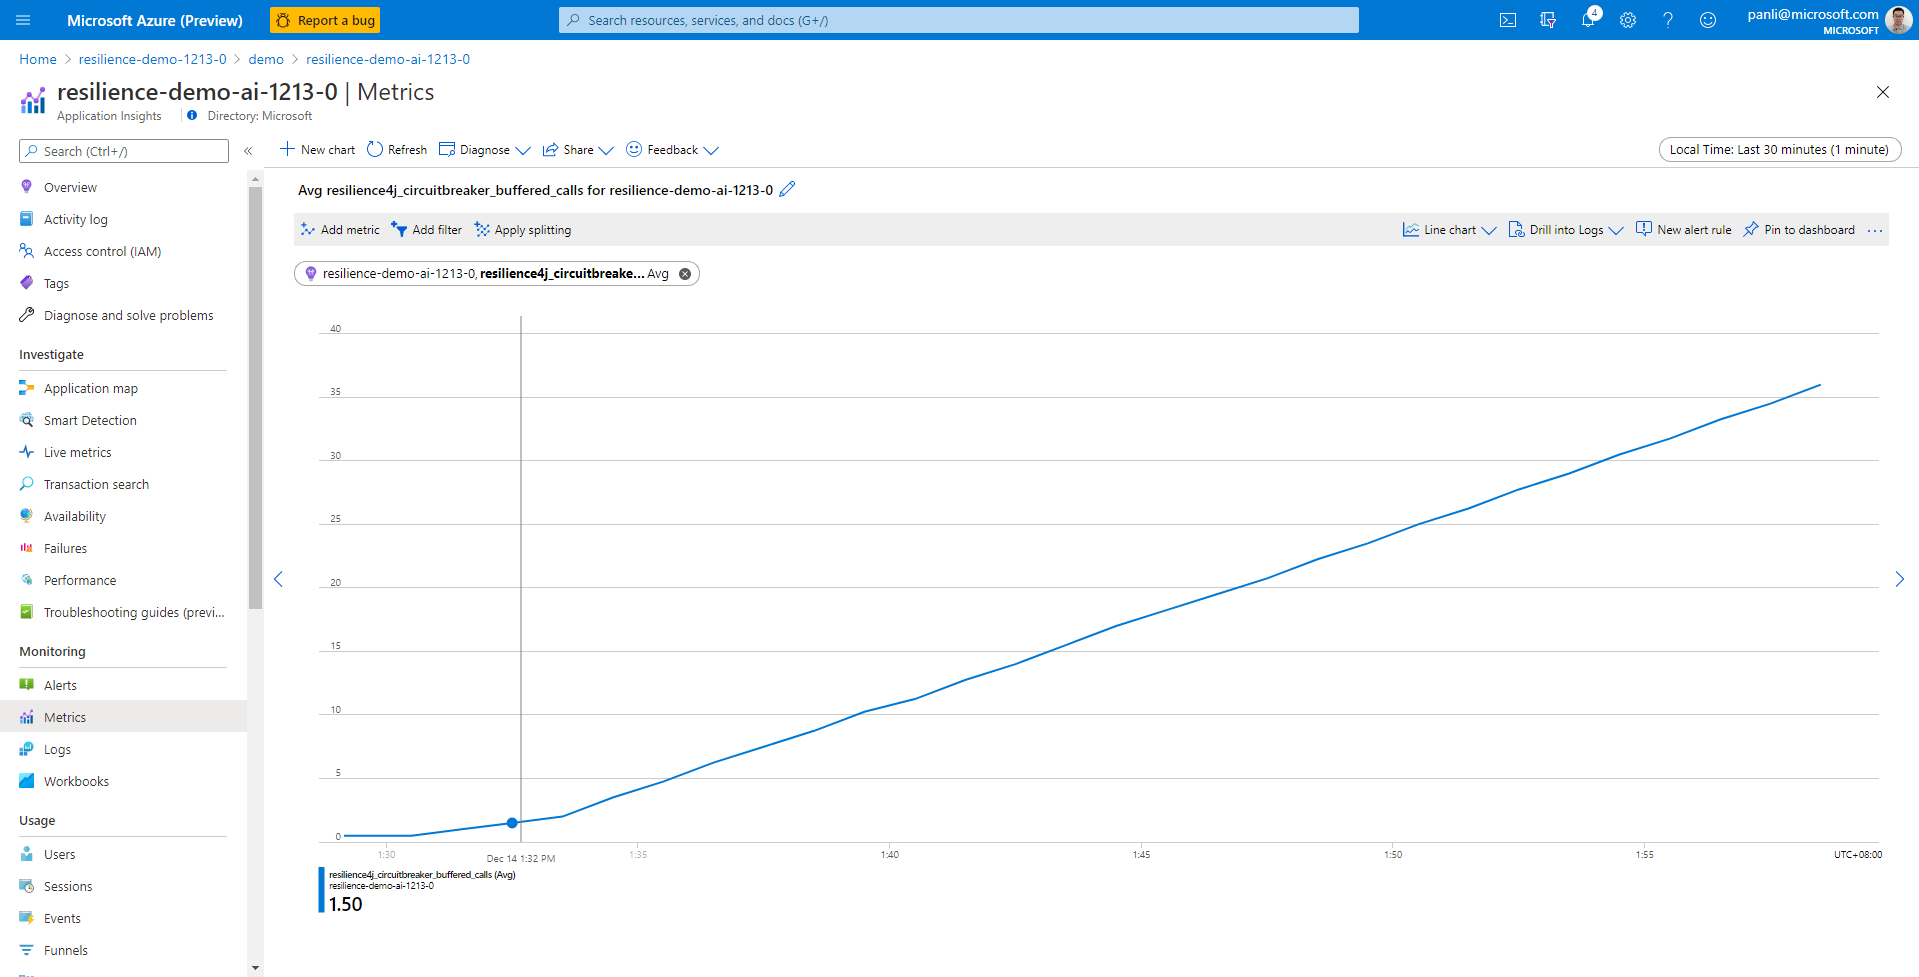 Microsoft Azure (Preview)
Report a bug
Search resources, services, and docs (G+/)
4
panli@microsoft.com
MICROSOFT
Home > resilience-demo-1213-0 > demo > resilience-demo-ai-1213-0
resilience-demo-ai-1213-0 | Metrics
Application Insights
Directory: Microsoft
Search (Ctrl+/)
«
New chart
Refresh
Diagnose
Share
Feedback
Local Time: Last 30 minutes (1 minute)
Overview
Activity log
Access control (IAM)
Tags
Diagnose and solve problems
Investigate
Application map
Smart Detection
Live metrics
Transaction search
Availability
Failures
Performance
Troubleshooting guides (previ...
Monitoring
Alerts
Metrics
Logs
Workbooks
Usage
Users
Sessions
Events
Funnels
Avg resilience4j_circuitbreaker_buffered_calls for resilience-demo-ai-1213-0
Add metric
Add filter
Apply splitting
Line chart
Drill into Logs
New alert rule
Pin to dashboard
...
resilience-demo-ai-1213-0, resilience4j_circuitbreake... Avg
40
35
30
25
20
15
10
5
0
1:30
Dec 14 1:32 PM
1:35
1:40
1:45
1:50
1:55
UTC+08:00
resilience4j_circuitbreaker_buffered_calls (Avg)
resilience-demo-ai-1213-0
1.50